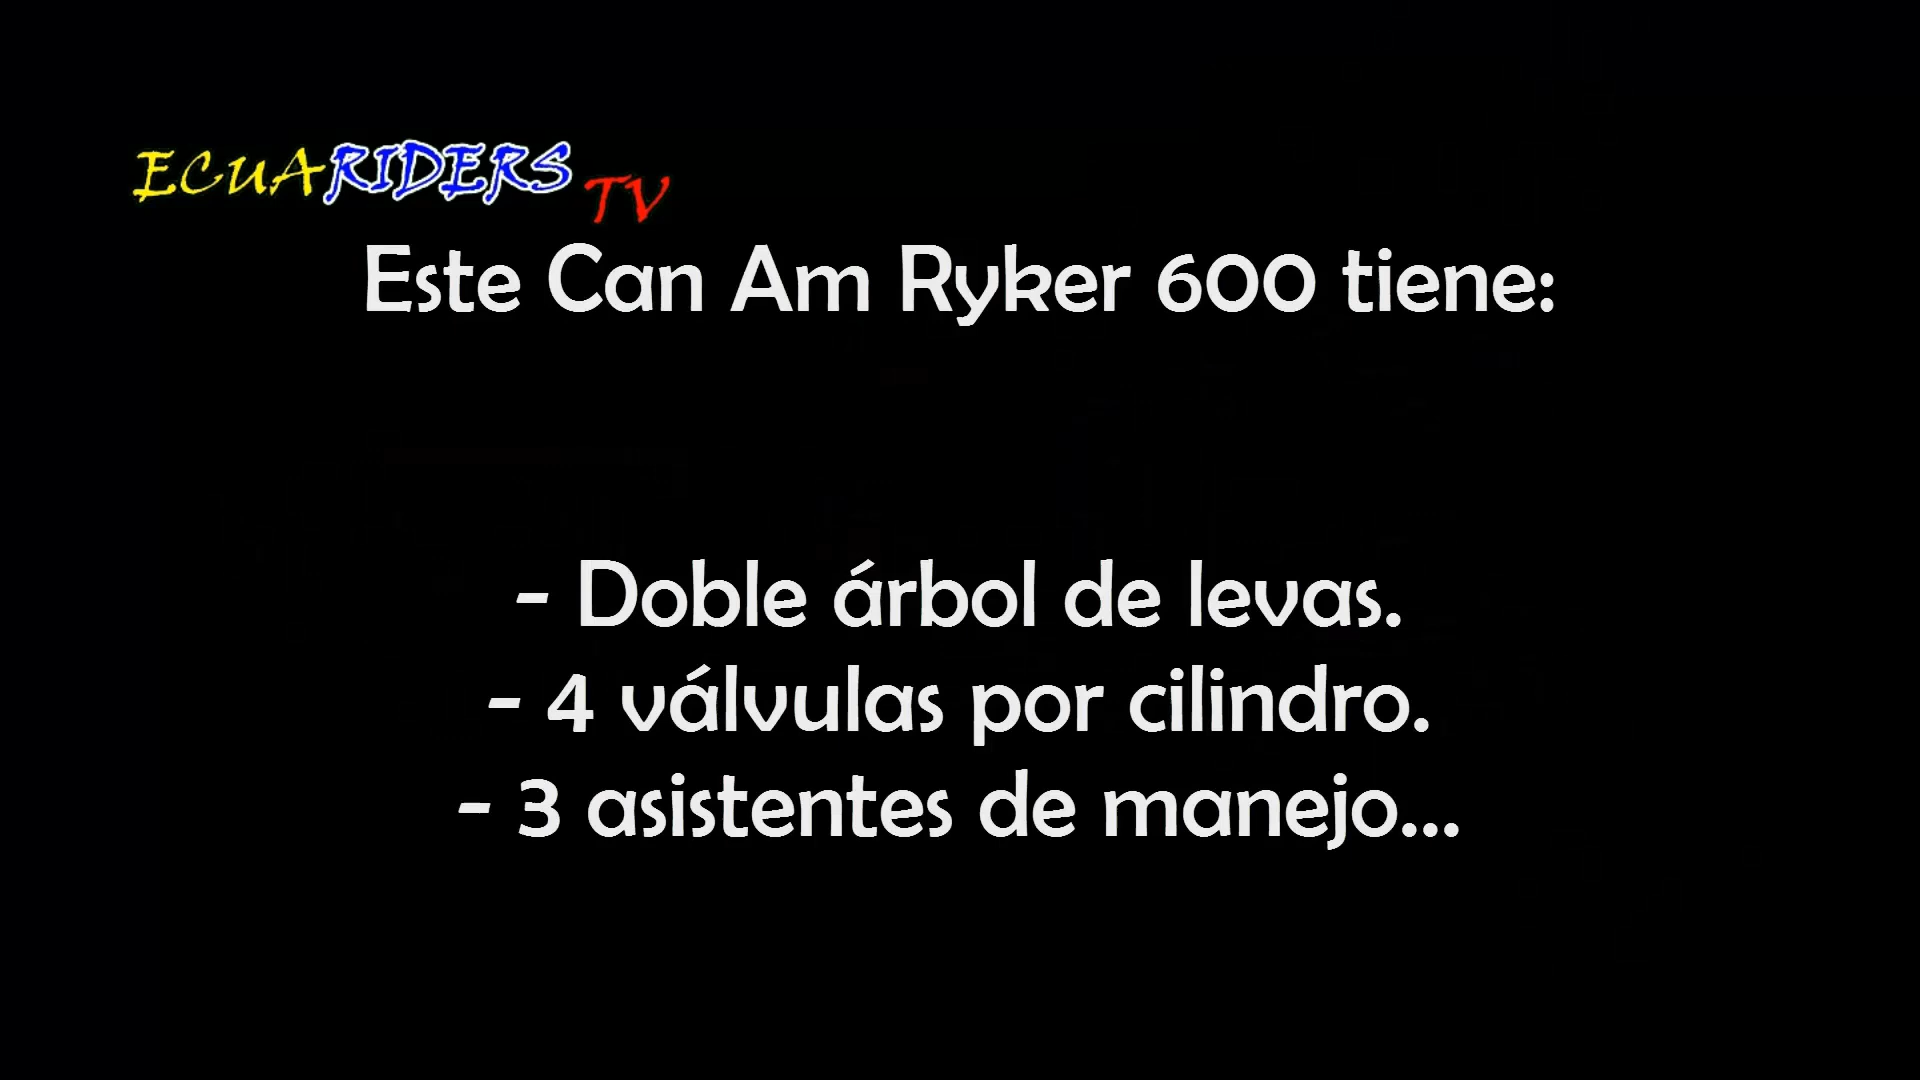 ECUARIDERS TV
Este Can Am Ryker 600 tiene:
- Doble árbol de levas.
- 4 válvulas por cilindro.
- 3 asistentes de manejo...